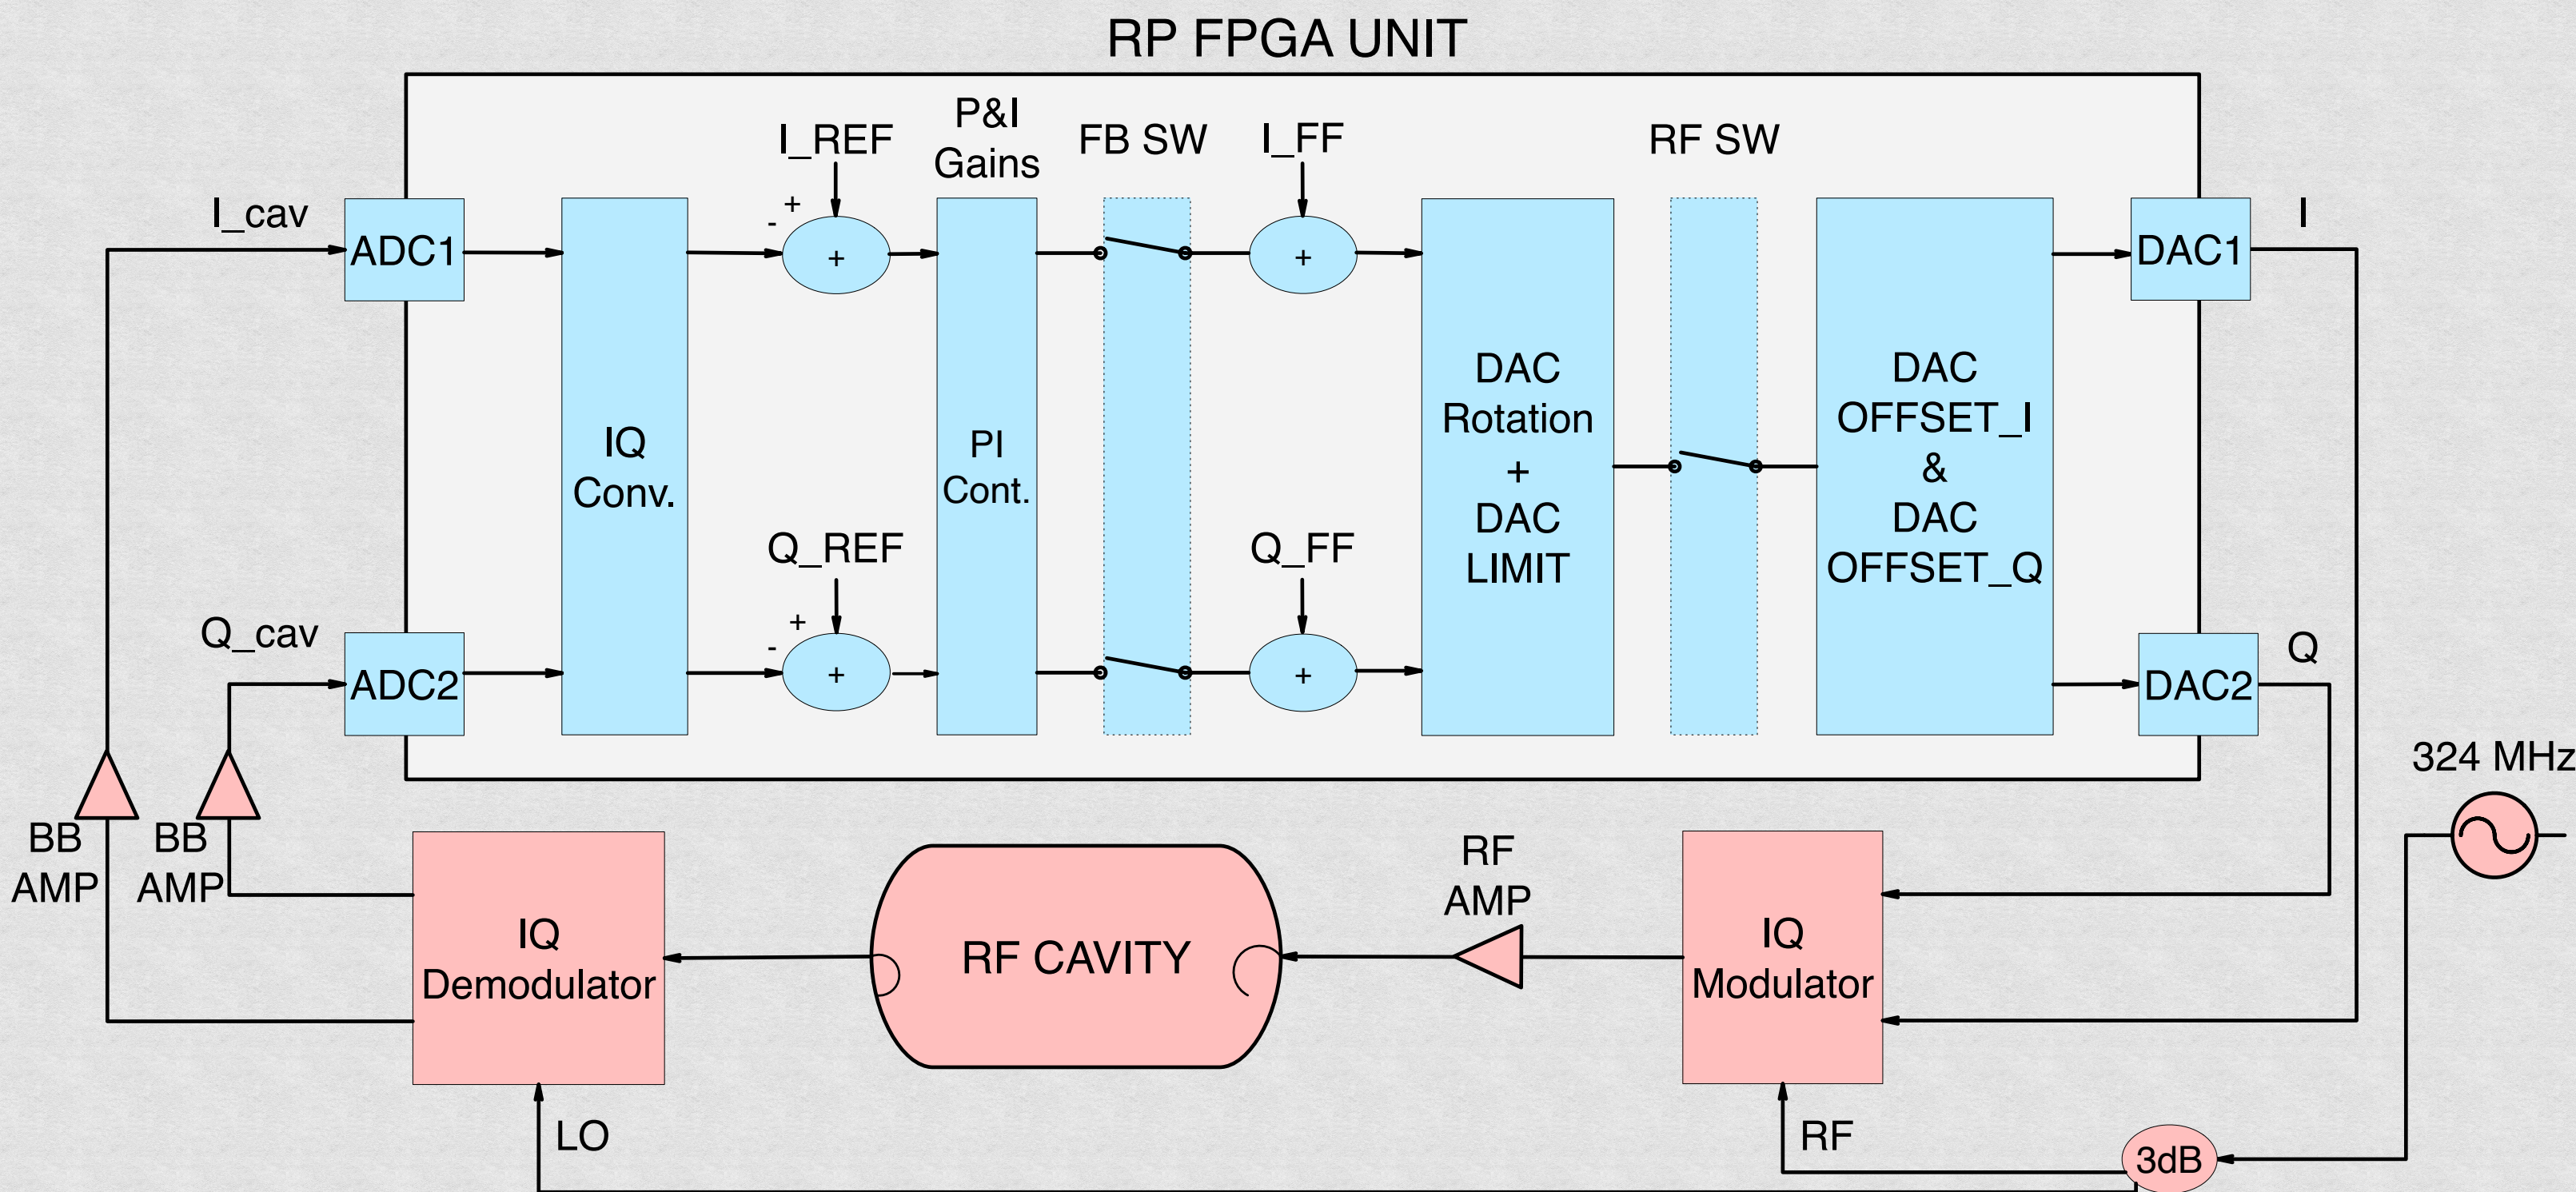 RP FPGA UNIT
P&I
Gains
I_REF
FB SW
I_FF
RF SW
I_cav
ADC1
+
-
+
+
DAC1
I
IQ
Conv.
PI
Cont.
DAC
Rotation
+
DAC
LIMIT
DAC
OFFSET_I
&
DAC
OFFSET_Q
Q_REF
Q_FF
Q_cav
ADC2
+
-
+
+
DAC2
Q
324 MHz
BB
AMP
BB
AMP
IQ
Demodulator
RF CAVITY
RF
AMP
IQ
Modulator
LO
RF
3dB